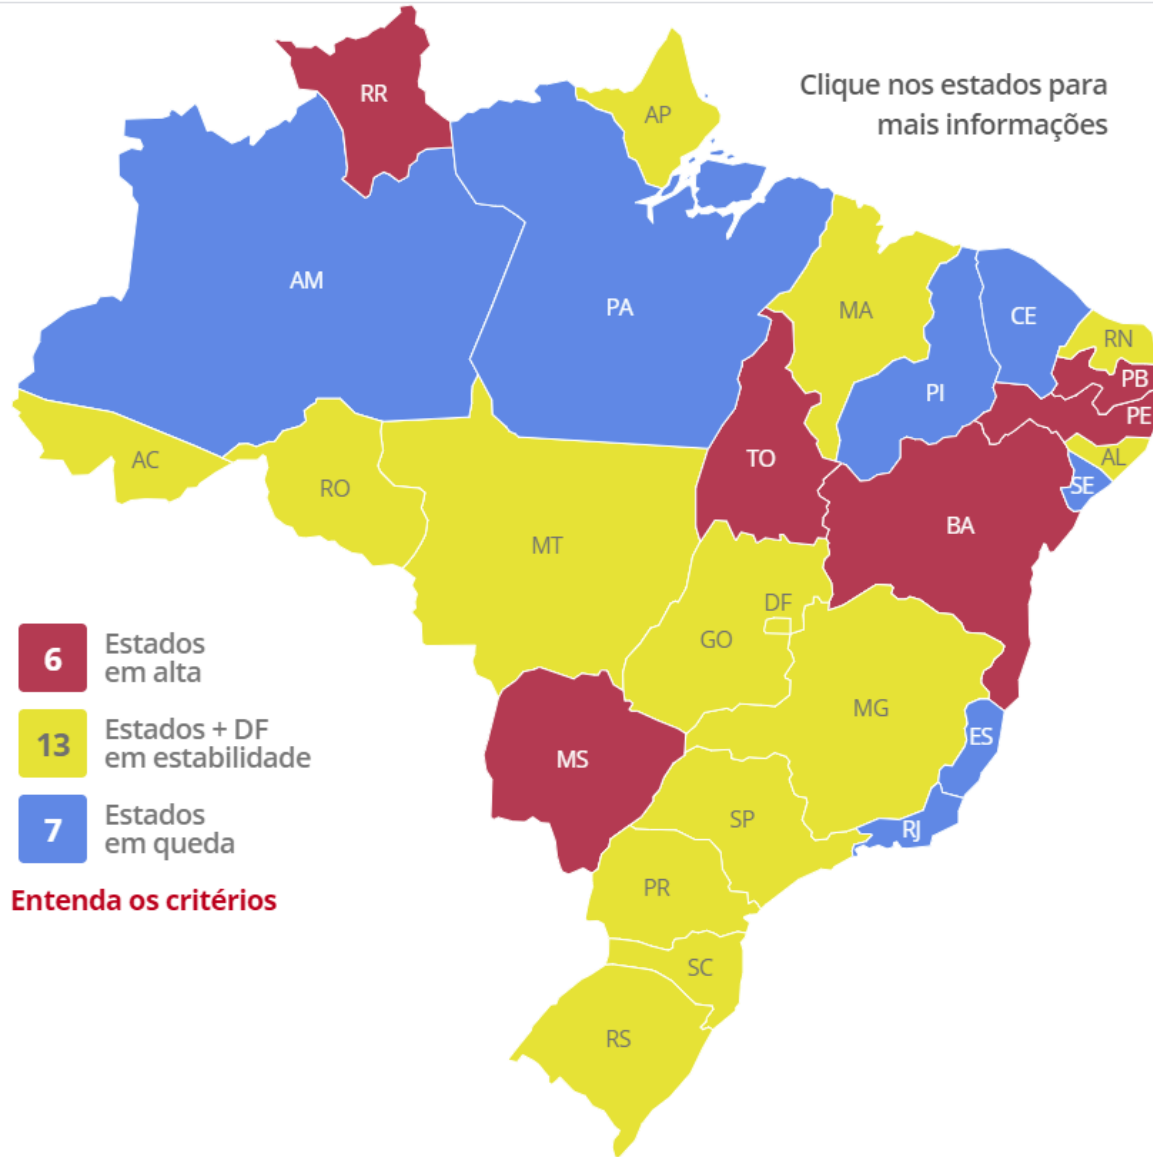 Clique nos estados para
mais informações
RR
AP
AM
PA
MA
CE
RN
PB
PI
PE
AC
TO
AL
RO
SE
BA
MT
DF
GO
MG
ES
MS
SP
RJ
PR
SC
RS
6
Estados
em alta
13
Estados + DF
em estabilidade
7
Estados
em queda
Entenda os critérios